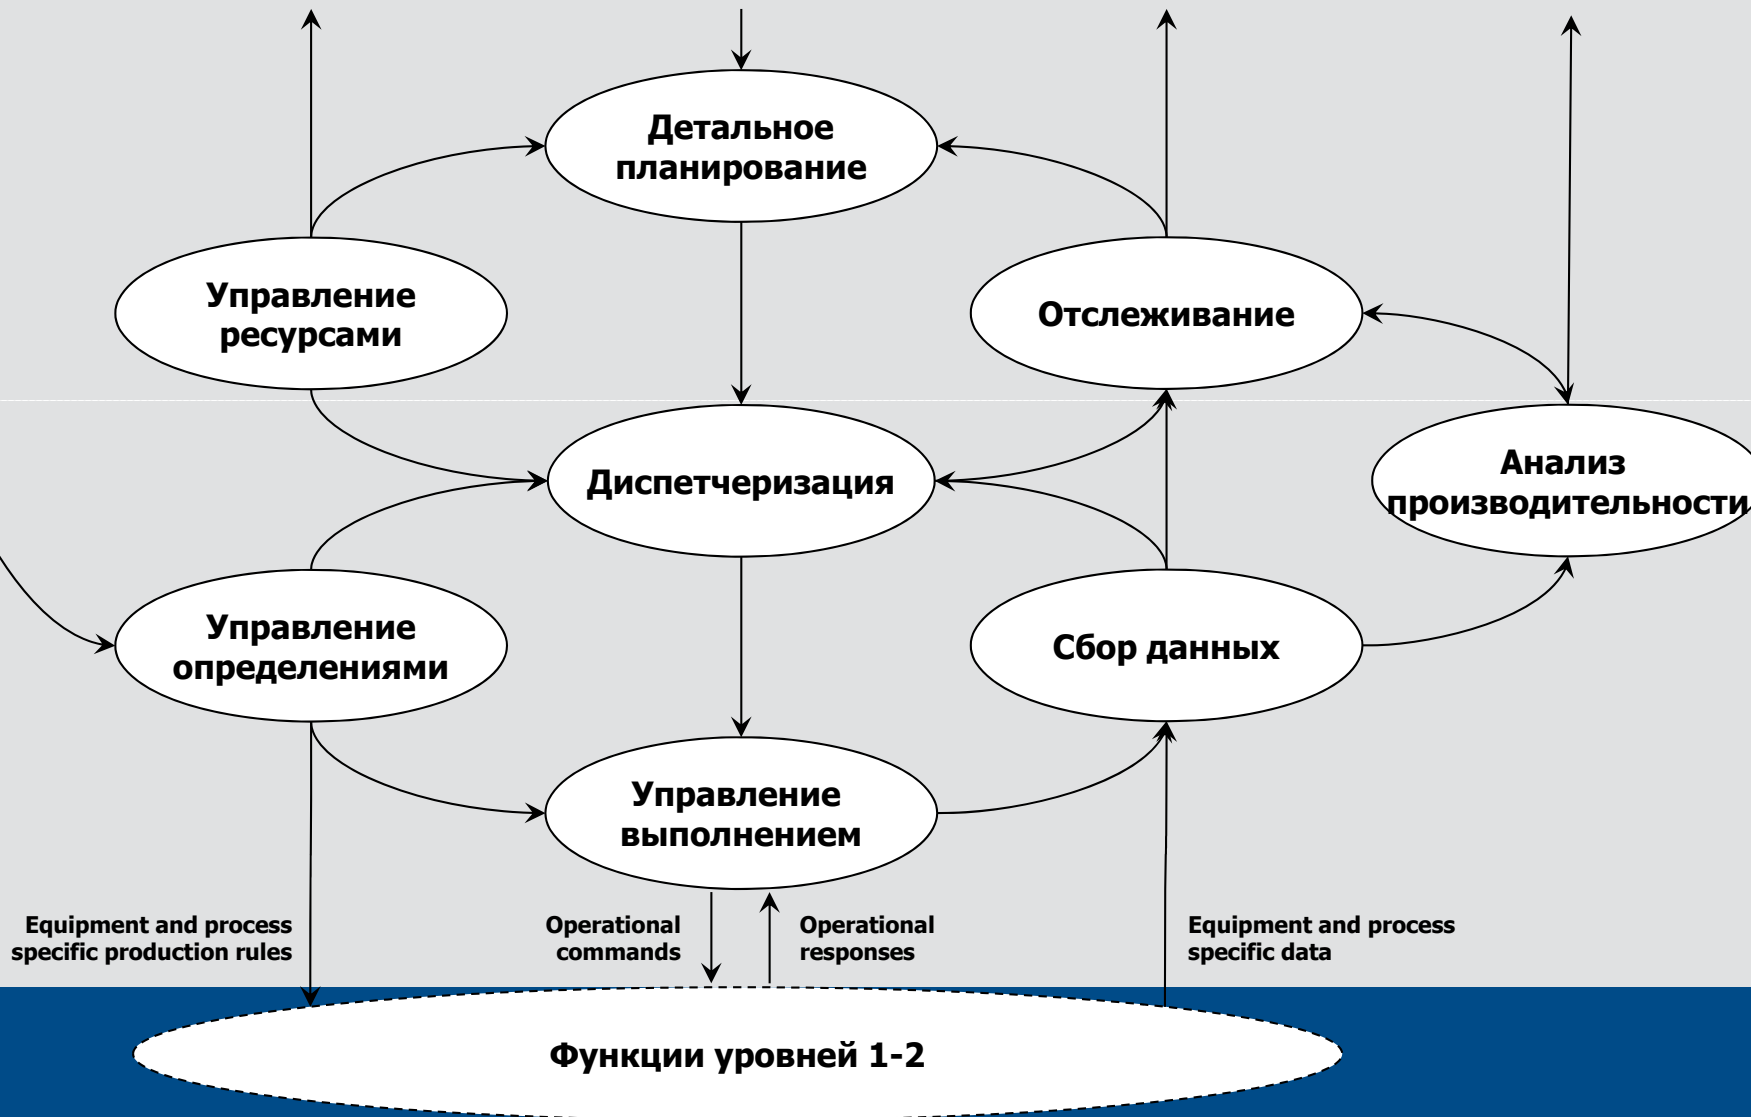 Детальное
планирование
Управление
ресурсами
Отслеживание
Диспетчеризация
Анализ
производительности
Управление
определениями
Сбор данных
Управление
выполнением
Equipment and process
specific production rules
Operational
commands
Operational
responses
Equipment and process
specific data
Функции уровней 1-2